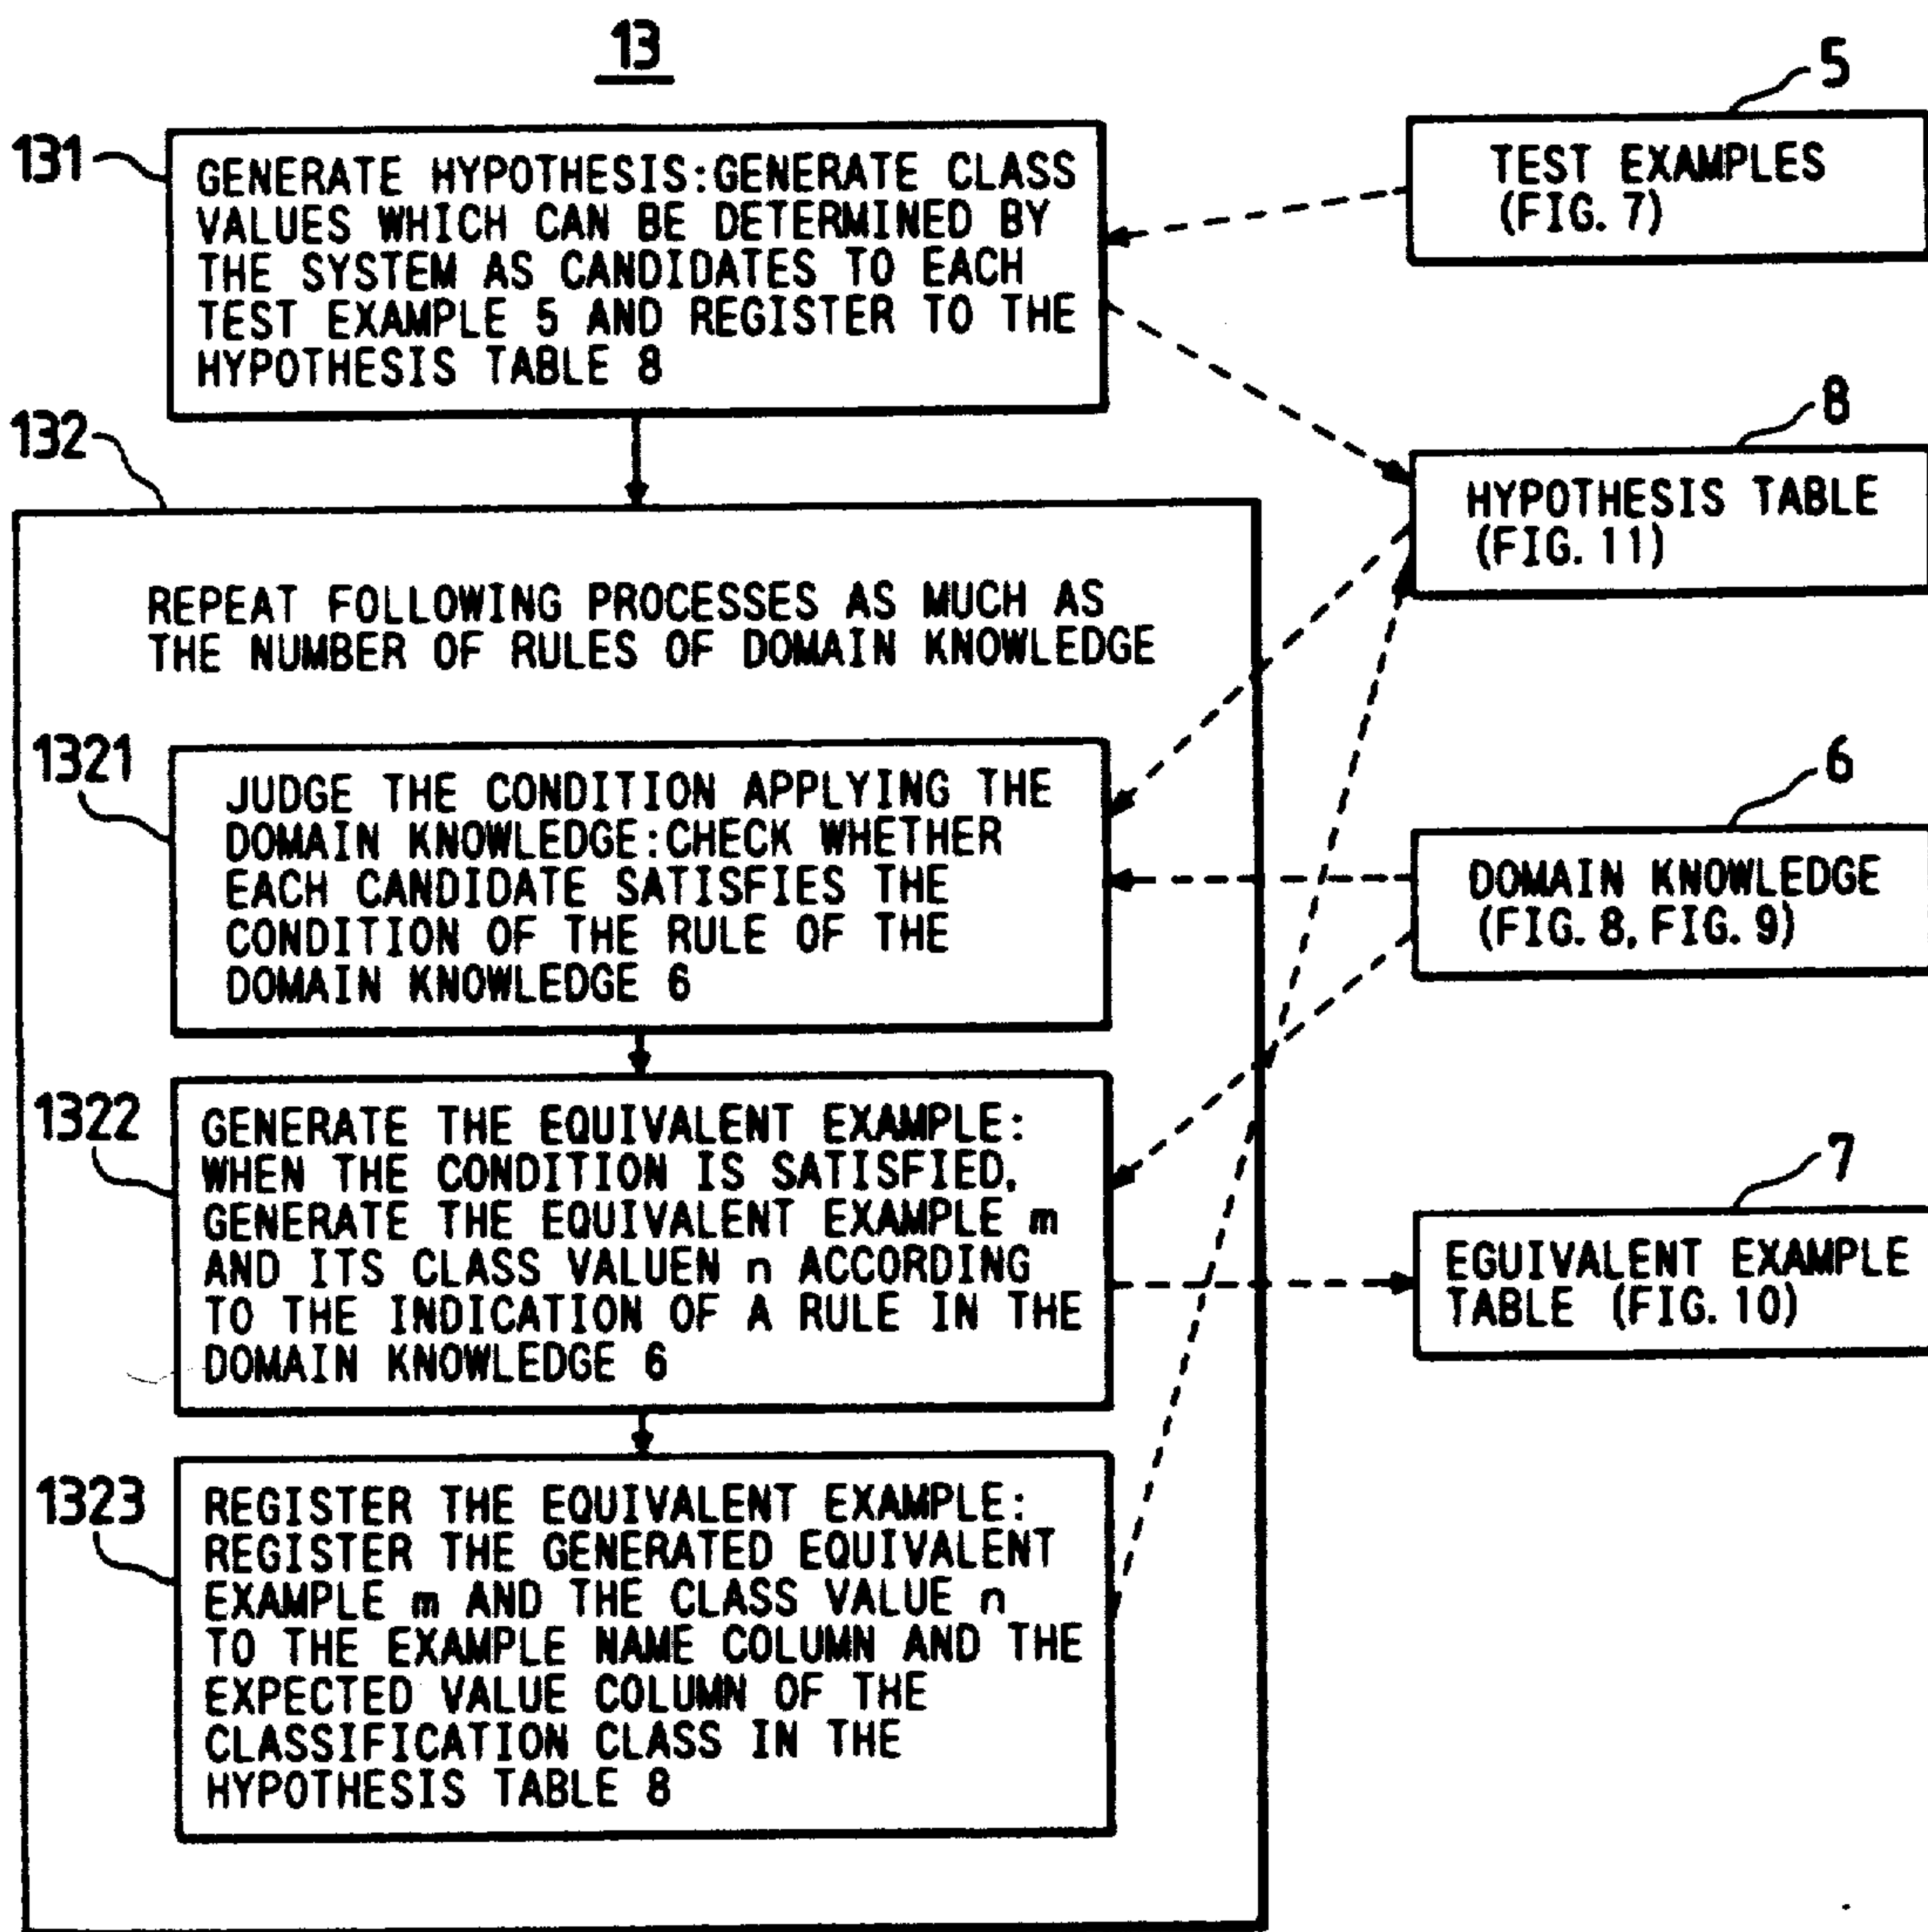 13
131
GENERATE HYPOTHESIS:GENERATE CLASS
VALUES WHICH CAN BE DETERMINED BY
THE SYSTEM AS CANDIDATES TO EACH
TEST EXAMPLE 5 AND REGISTER TO THE
HYPOTHESIS TABLE 8
5
TEST EXAMPLES
(FIG. 7)
132
8
HYPOTHESIS TABLE
(FIG. 11)
REPEAT FOLLOWING PROCESSES AS MUCH AS
THE NUMBER OF RULES OF DOMAIN KNOWLEDGE
1321
JUDGE THE CONDITION APPLYING THE
DOMAIN KNOWLEDGE:CHECK WHETHER
EACH CANDIDATE SATISFIES THE
CONDITION OF THE RULE OF THE
DOMAIN KNOWLEDGE 6
6
DOMAIN KNOWLEDGE
(FIG. 8, FIG. 9)
1322
GENERATE THE EQUIVALENT EXAMPLE:
WHEN THE CONDITION IS SATISFIED,
GENERATE THE EQUIVALENT EXAMPLE m
AND ITS CLASS VALUEN n ACCORDING
TO THE INDICATION OF A RULE IN THE
DOMAIN KNOWLEDGE 6
7
EGUIVALENT EXAMPLE
TABLE (FIG. 10)
1323
REGISTER THE EQUIVALENT EXAMPLE:
REGISTER THE GENERATED EQUIVALENT
EXAMPLE m AND THE CLASS VALUE n
TO THE EXAMPLE NAME COLUMN AND THE
EXPECTED VALUE COLUMN OF THE
CLASSIFICATION CLASS IN THE
HYPOTHESIS TABLE 8